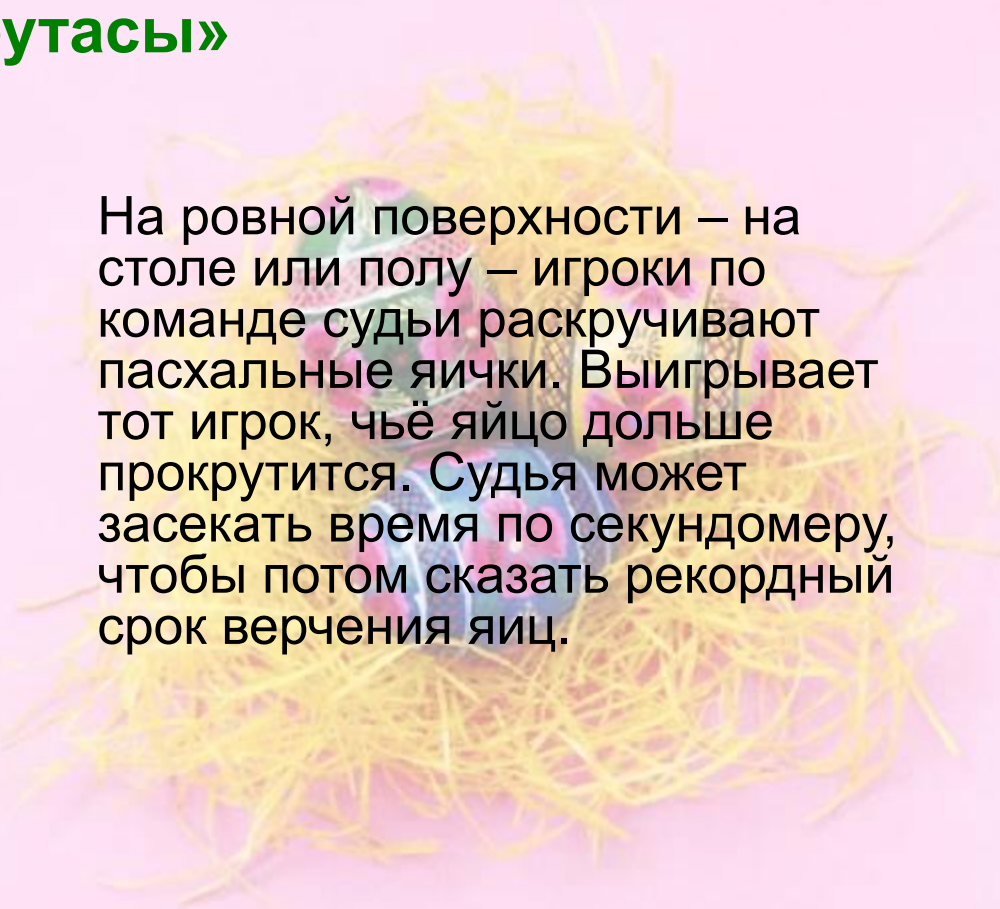 утасы»
На ровной поверхности – на
столе или полу – игроки по
команде судьи раскручивают
пасхальные яички. Выигрывает
тот игрок, чьё яйцо дольше
прокрутится. Судья может
засекать время по секундомеру,
чтобы потом сказать рекордный
срок верчения яиц.